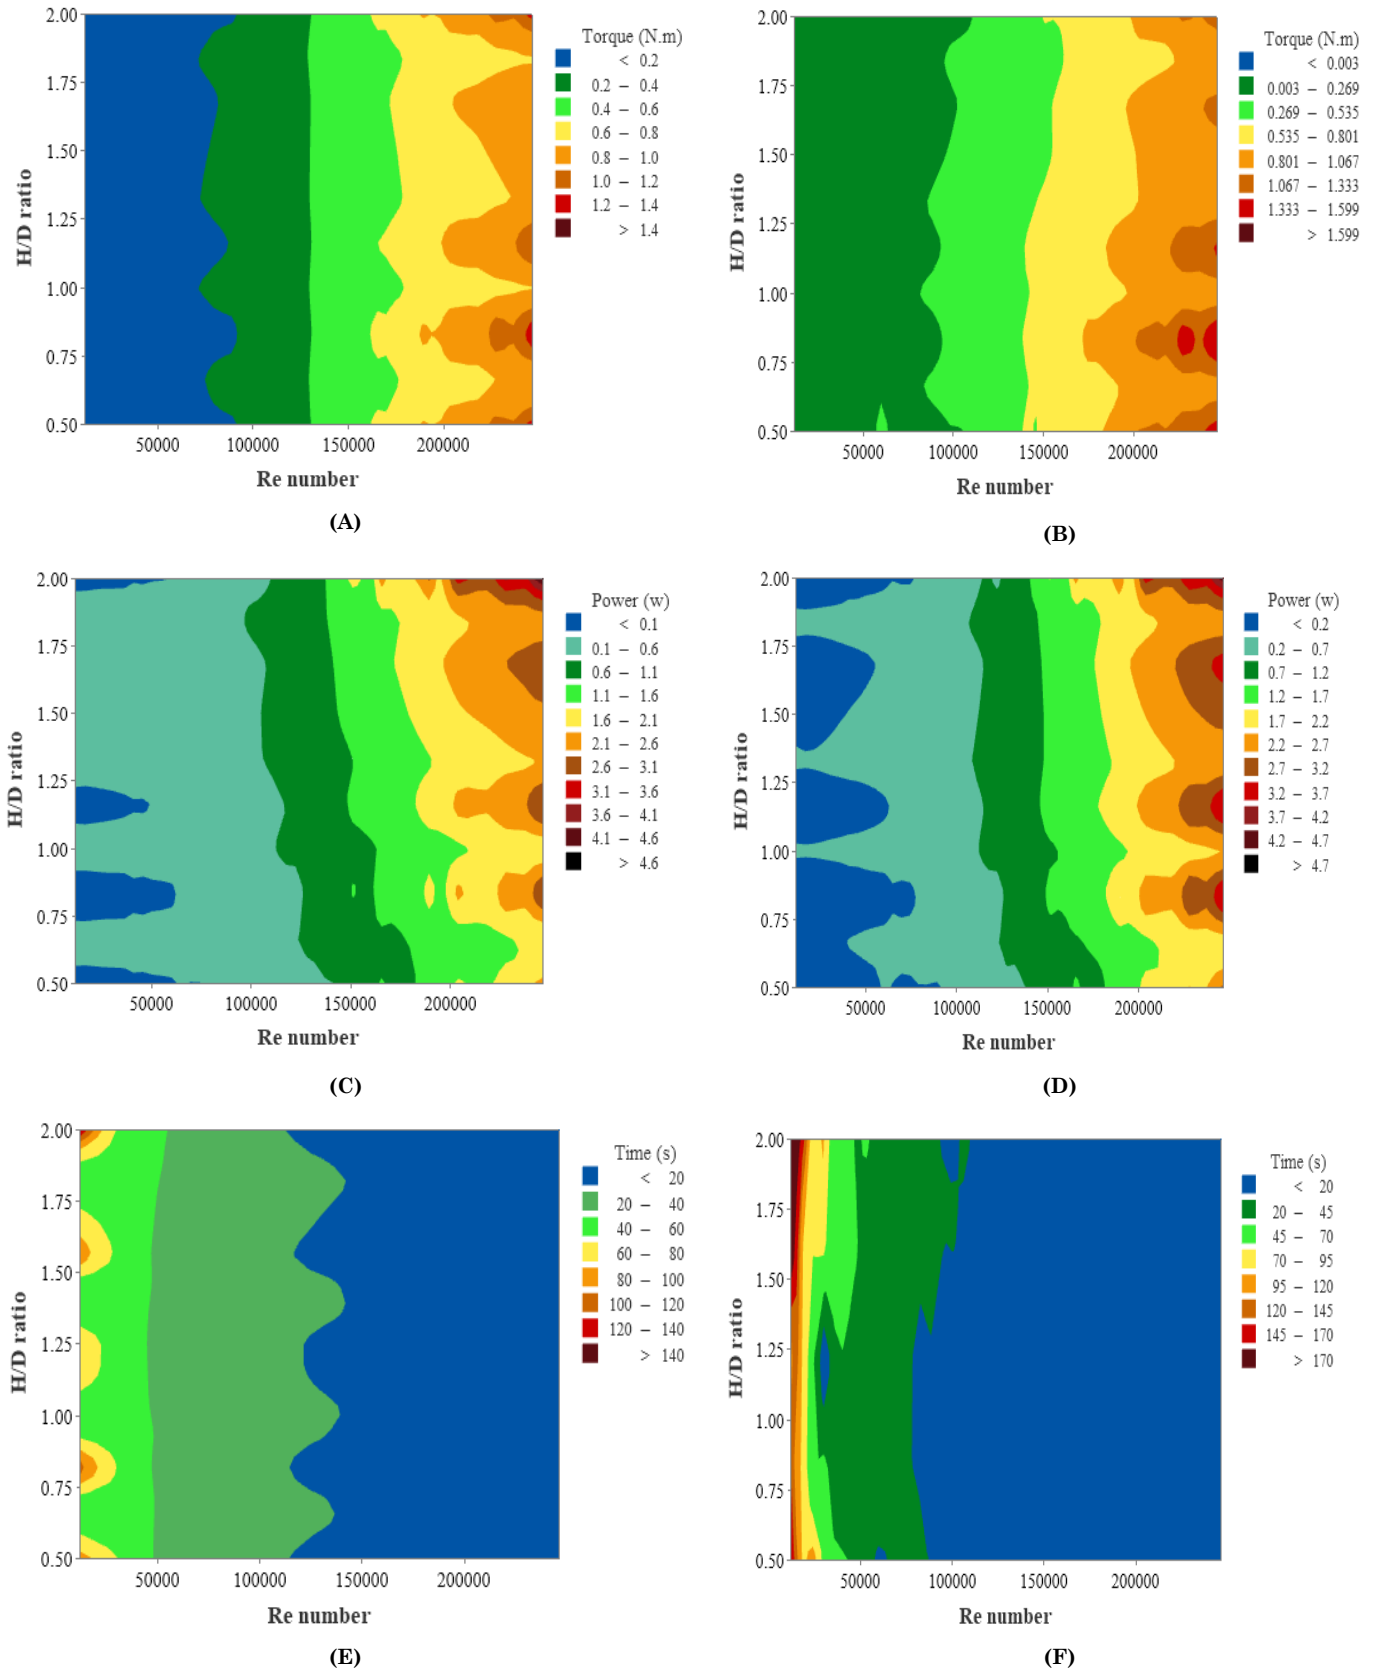 2.00
1.75
1.50
1.25
1.00
0.75
0.50
H/D ratio
50000 100000 150000 200000
Re number
Torque (N.m)
< 0.2
0.2 – 0.4
0.4 – 0.6
0.6 – 0.8
0.8 – 1.0
1.0 – 1.2
1.2 – 1.4
> 1.4
(A)
2.00
1.75
1.50
1.25
1.00
0.75
0.50
H/D ratio
50000 100000 150000 200000
Re number
Torque (N.m)
< 0.003
0.003 – 0.269
0.269 – 0.535
0.535 – 0.801
0.801 – 1.067
1.067 – 1.333
1.333 – 1.599
> 1.599
(B)
2.00
1.75
1.50
1.25
1.00
0.75
0.50
H/D ratio
50000 100000 150000 200000
Re number
Power (w)
< 0.1
0.1 – 0.6
0.6 – 1.1
1.1 – 1.6
1.6 – 2.1
2.1 – 2.6
2.6 – 3.1
3.1 – 3.6
3.6 – 4.1
4.1 – 4.6
> 4.6
(C)
2.00
1.75
1.50
1.25
1.00
0.75
0.50
H/D ratio
50000 100000 150000 200000
Re number
Power (w)
< 0.2
0.2 – 0.7
0.7 – 1.2
1.2 – 1.7
1.7 – 2.2
2.2 – 2.7
2.7 – 3.2
3.2 – 3.7
3.7 – 4.2
4.2 – 4.7
> 4.7
(D)
2.00
1.75
1.50
1.25
1.00
0.75
0.50
H/D ratio
50000 100000 150000 200000
Re number
Time (s)
< 20
20 – 40
40 – 60
60 – 80
80 – 100
100 – 120
120 – 140
> 140
(E)
2.00
1.75
1.50
1.25
1.00
0.75
0.50
H/D ratio
50000 100000 150000 200000
Re number
Time (s)
< 20
20 – 45
45 – 70
70 – 95
95 – 120
120 – 145
145 – 170
> 170
(F)